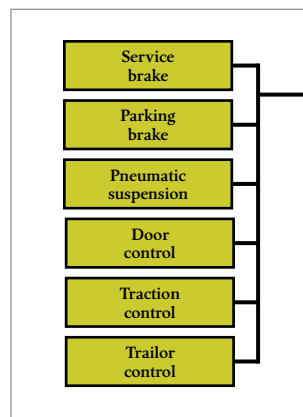 Service
brake
Parking
brake
Pneumatic
suspension
Door
control
Traction
control
Trailor
control